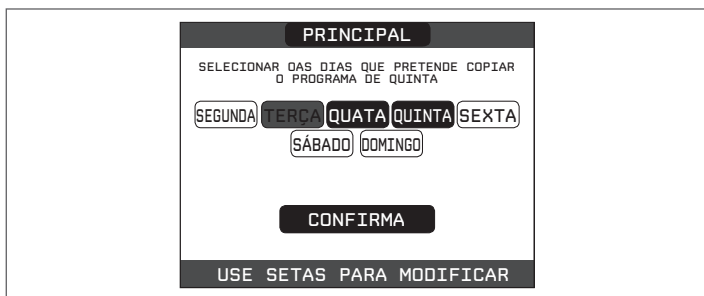 PRINCIPAL
SELECIONAR OAS DIAS QUE PRETENDE COPIAR
O PROGRAMA DE QUINTA
SEGUNDA TERÇA QUATA QUINTA SEXTA
SÁBADO DOMINGO
CONFIRMA
USE SETAS PARA MODIFICAR